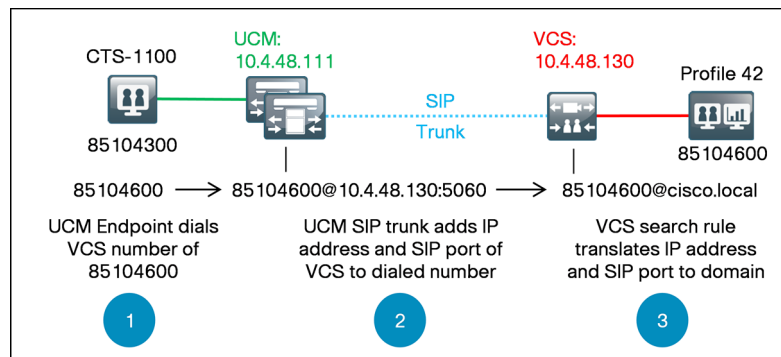 UCM:
10.4.48.111
VCS:
10.4.48.130
CTS-1100
Profile 42
SIP
Trunk
85104300
85104600
85104600
85104600@10.4.48.130:5060
85104600@cisco.local
UCM Endpoint dials
VCS number of
85104600
UCM SIP trunk adds IP
address and SIP port of
VCS to dialed number
VCS search rule
translates IP address
and SIP port to domain
1
2
3